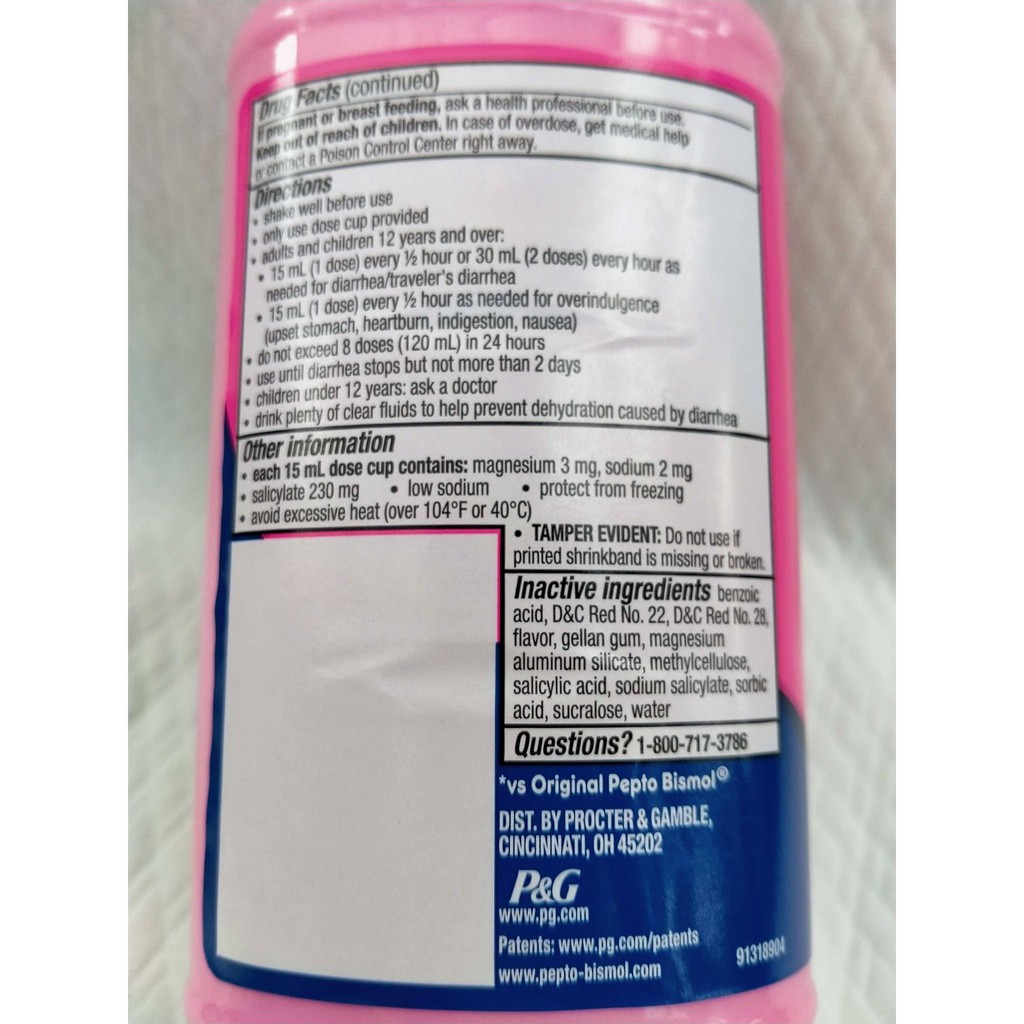 Drug Facts (continued)
If pregnant or breast feeding, ask a health professional before use.
Keep out of reach of children. In case of overdose, get medical help
or contact a Poison Control Center right away.
Directions
• shake well before use
• only use dose cup provided
• adults and children 12 years and over:
• 15 mL (1 dose) every ½ hour or 30 mL (2 doses) every hour as
needed for diarrhea/traveler's diarrhea
• 15 mL (1 dose) every ½ hour as needed for overindulgence
(upset stomach, heartburn, indigestion, nausea)
• do not exceed 8 doses (120 mL) in 24 hours
• use until diarrhea stops but not more than 2 days
• children under 12 years: ask a doctor
• drink plenty of clear fluids to help prevent dehydration caused by diarrhea
Other information
• each 15 mL dose cup contains: magnesium 3 mg, sodium 2 mg
• salicylate 230 mg • low sodium • protect from freezing
• avoid excessive heat (over 104°F or 40°C)
• TAMPER EVIDENT: Do not use if
printed shrinkband is missing or broken.
Inactive ingredients benzoic
acid, D&C Red No. 22, D&C Red No. 28,
flavor, gellan gum, magnesium
aluminum silicate, methylcellulose,
salicylic acid, sodium salicylate, sorbic
acid, sucralose, water
Questions? 1-800-717-3786
*vs Original Pepto Bismol®
DIST. BY PROCTER & GAMBLE,
CINCINNATI, OH 45202
P&G
www.pg.com
Patents: www.pg.com/patents
www.pepto-bismol.com
91318904